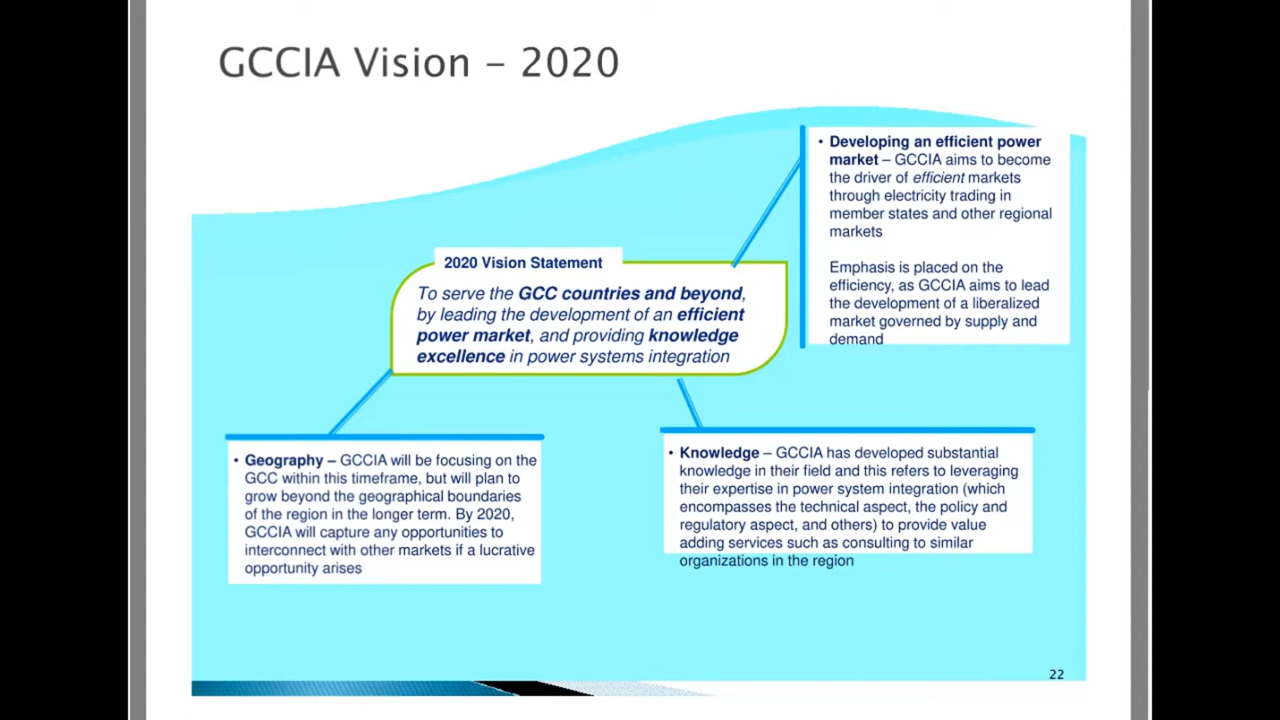 GCCIA Vision – 2020
• Developing an efficient power
market – GCCIA aims to become
the driver of efficient markets
through electricity trading in
member states and other regional
markets
Emphasis is placed on the
efficiency, as GCCIA aims to lead
the development of a liberalized
market governed by supply and
demand
2020 Vision Statement
To serve the GCC countries and beyond,
by leading the development of an efficient
power market, and providing knowledge
excellence in power systems integration
• Geography – GCCIA will be focusing on the
GCC within this timeframe, but will plan to
grow beyond the geographical boundaries
of the region in the longer term. By 2020,
GCCIA will capture any opportunities to
interconnect with other markets if a lucrative
opportunity arises
• Knowledge – GCCIA has developed substantial
knowledge in their field and this refers to leveraging
their expertise in power system integration (which
encompasses the technical aspect, the policy and
regulatory aspect, and others) to provide value
adding services such as consulting to similar
organizations in the region
22